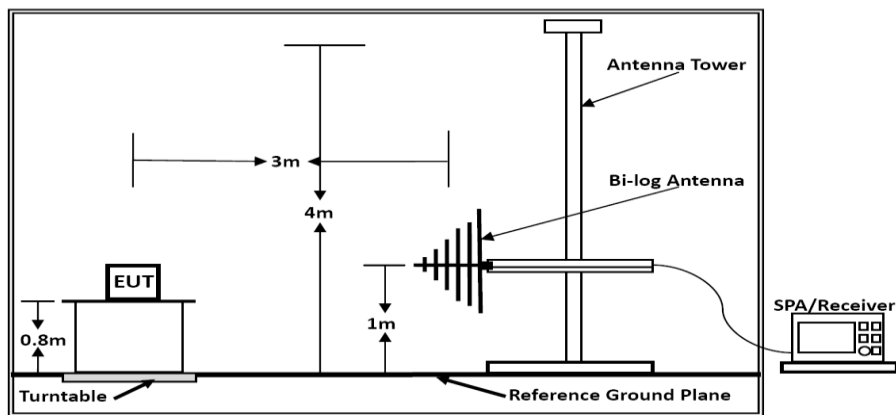 Antenna Tower
3m
Bi-log Antenna
4m
EUT
SPA/Receiver
0.8m
1m
Turntable
Reference Ground Plane